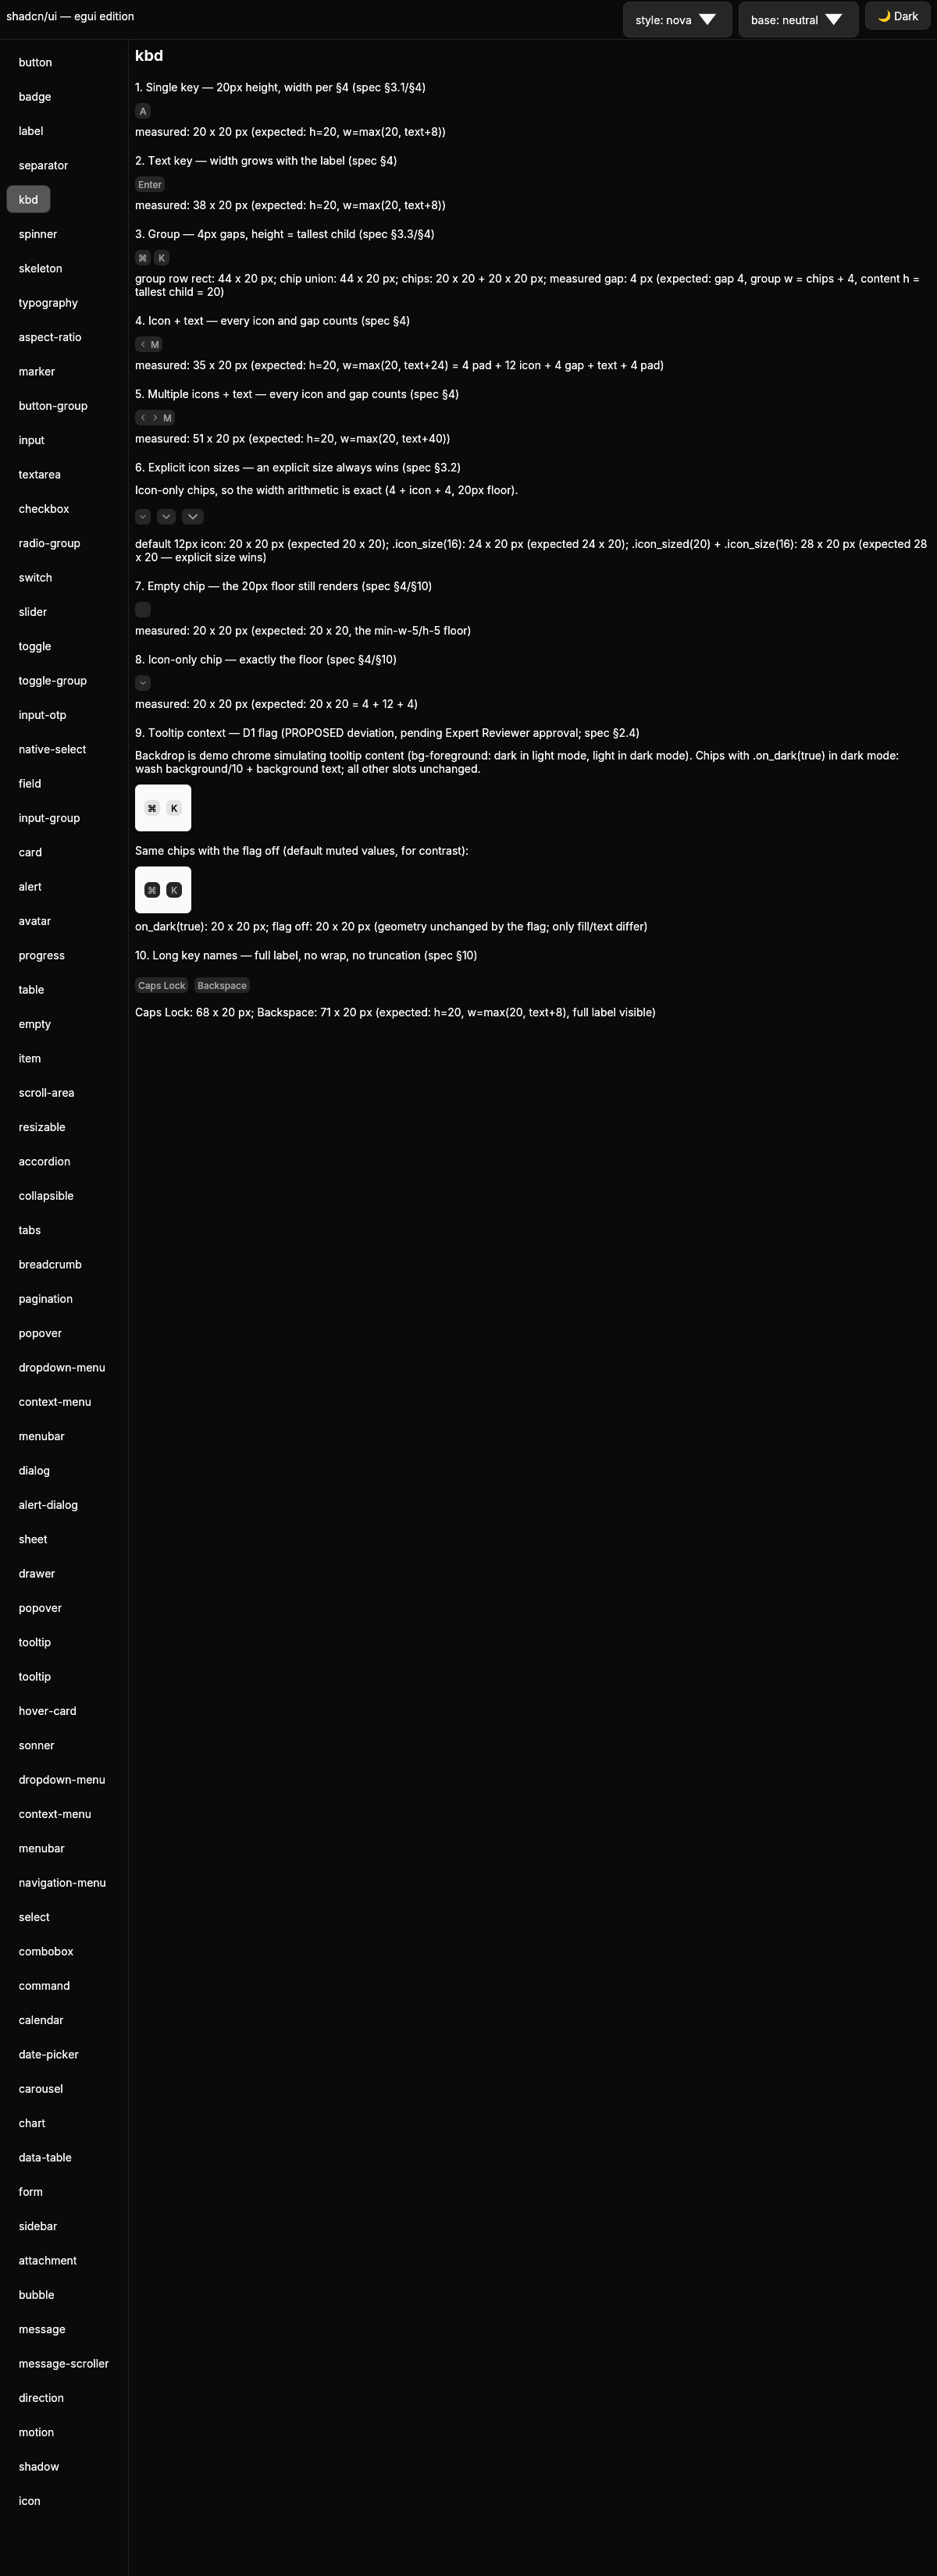 shadcn/ui — egui edition
style: nova
base: neutral
🌙 Dark
button
badge
label
separator
kbd
spinner
skeleton
typography
aspect-ratio
marker
button-group
input
textarea
checkbox
radio-group
switch
slider
toggle
toggle-group
input-otp
native-select
field
input-group
card
alert
avatar
progress
table
empty
item
scroll-area
resizable
accordion
collapsible
tabs
breadcrumb
pagination
popover
dropdown-menu
context-menu
menubar
dialog
alert-dialog
sheet
drawer
popover
tooltip
tooltip
hover-card
sonner
dropdown-menu
context-menu
menubar
navigation-menu
select
combobox
command
calendar
date-picker
carousel
chart
data-table
form
sidebar
attachment
bubble
message
message-scroller
direction
motion
shadow
icon
kbd
1. Single key — 20px height, width per §4 (spec §3.1/§4)
A
measured: 20 x 20 px (expected: h=20, w=max(20, text+8))
2. Text key — width grows with the label (spec §4)
Enter
measured: 38 x 20 px (expected: h=20, w=max(20, text+8))
3. Group — 4px gaps, height = tallest child (spec §3.3/§4)
⌘ K
group row rect: 44 x 20 px; chip union: 44 x 20 px; chips: 20 x 20 + 20 x 20 px; measured gap: 4 px (expected: gap 4, group w = chips + 4, content h =
tallest child = 20)
4. Icon + text — every icon and gap counts (spec §4)
M
measured: 35 x 20 px (expected: h=20, w=max(20, text+24) = 4 pad + 12 icon + 4 gap + text + 4 pad)
5. Multiple icons + text — every icon and gap counts (spec §4)
M
measured: 51 x 20 px (expected: h=20, w=max(20, text+40))
6. Explicit icon sizes — an explicit size always wins (spec §3.2)
Icon-only chips, so the width arithmetic is exact (4 + icon + 4, 20px floor).
default 12px icon: 20 x 20 px (expected 20 x 20); .icon_size(16): 24 x 20 px (expected 24 x 20); .icon_sized(20) + .icon_size(16): 28 x 20 px (expected 28
x 20 — explicit size wins)
7. Empty chip — the 20px floor still renders (spec §4/§10)
measured: 20 x 20 px (expected: 20 x 20, the min-w-5/h-5 floor)
8. Icon-only chip — exactly the floor (spec §4/§10)
measured: 20 x 20 px (expected: 20 x 20 = 4 + 12 + 4)
9. Tooltip context — D1 flag (PROPOSED deviation, pending Expert Reviewer approval; spec §2.4)
Backdrop is demo chrome simulating tooltip content (bg-foreground: dark in light mode, light in dark mode). Chips with .on_dark(true) in dark mode:
wash background/10 + background text; all other slots unchanged.
⌘ K
Same chips with the flag off (default muted values, for contrast):
⌘ K
on_dark(true): 20 x 20 px; flag off: 20 x 20 px (geometry unchanged by the flag; only fill/text differ)
10. Long key names — full label, no wrap, no truncation (spec §10)
Caps Lock Backspace
Caps Lock: 68 x 20 px; Backspace: 71 x 20 px (expected: h=20, w=max(20, text+8), full label visible)